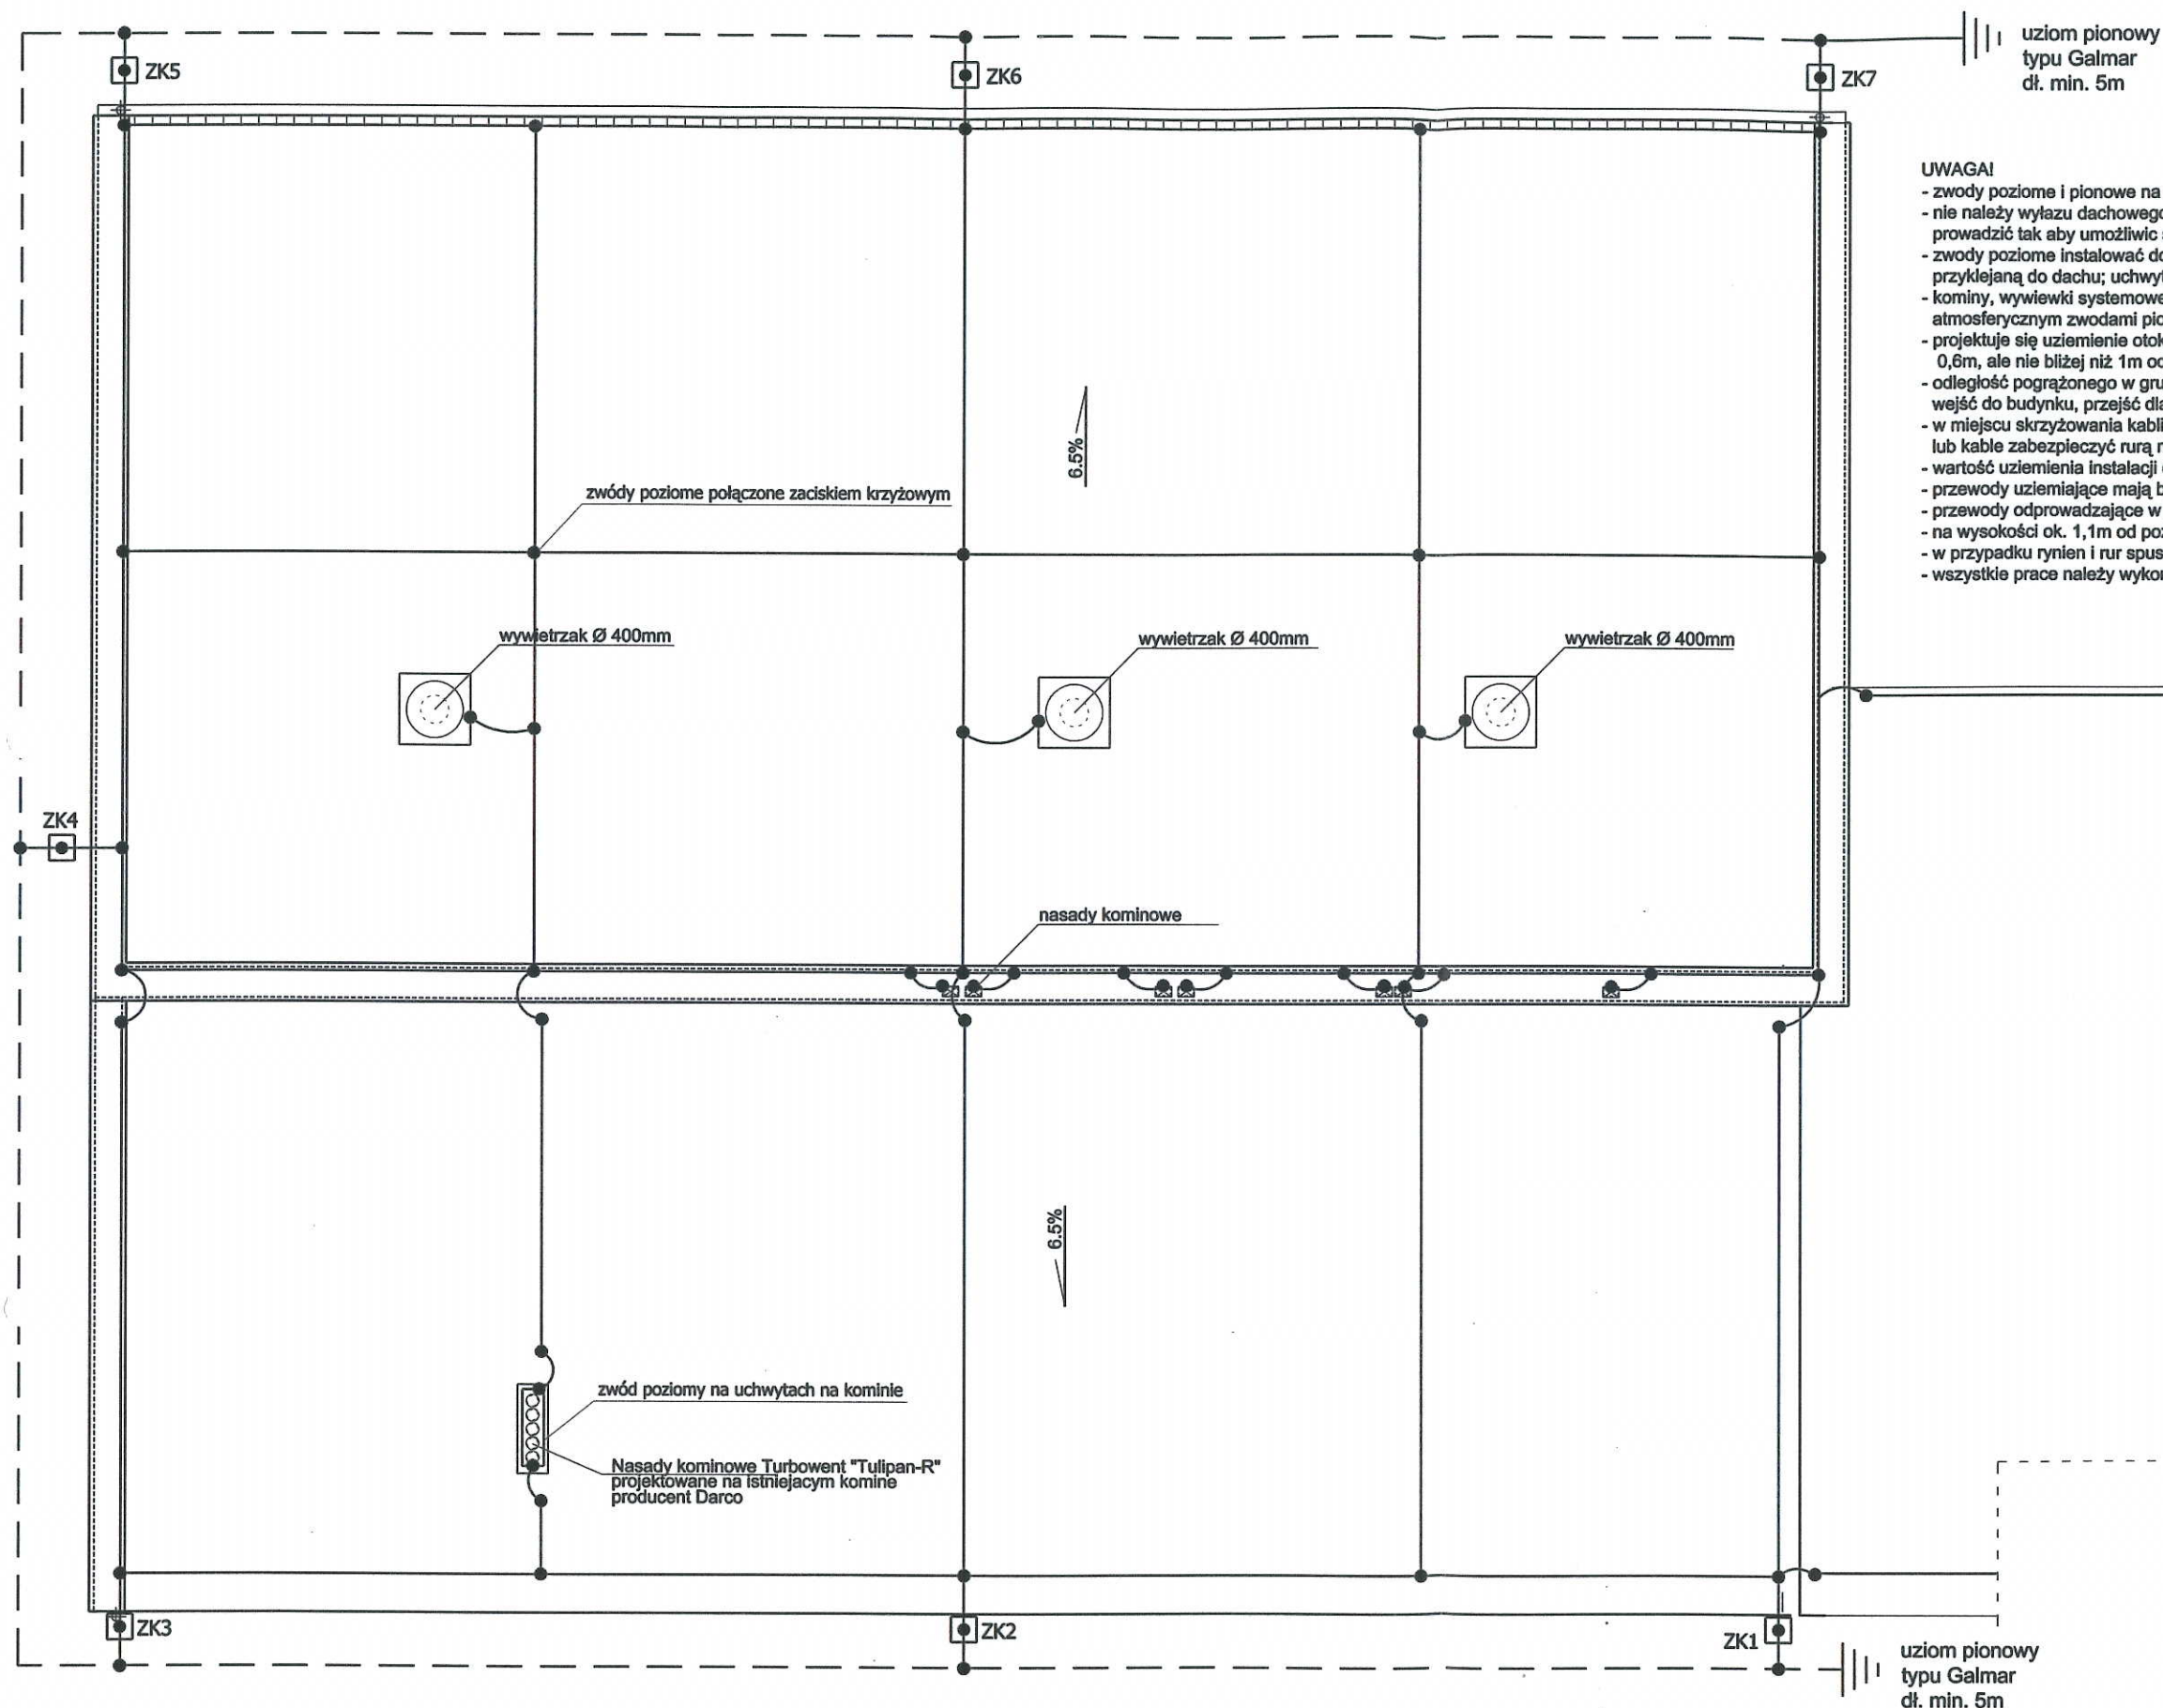 uziom pionowy
typu Galmar
dł. min. 5m
ZK5
ZK6
ZK7
UWAGA!
- zwody poziome i pionowe na
- nie należy wyłazu dachowego
prowadzić tak aby umożliwic
- zwody poziome instalować do
przyklejaną do dachu; uchwyt
- kominy, wywiewki systemowe
atmosferycznym zwodami pio
- projektuje się uziemienie otok
0,6m, ale nie bliżej niż 1m od
- odległość pogrążonego w gru
wejść do budynku, przejść dla
- w miejscu skrzyżowania kabli
lub kable zabezpieczyć rurą
- wartość uziemienia instalacji
- przewody uziemiające mają b
- przewody odprowadzające w
- na wysokości ok. 1,1m od poz
- w przypadku rynien i rur spus
- wszystkie prace należy wykon
6.5%
zwódy poziome połączone zaciskiem krzyżowym
wywietrzak Ø 400mm
wywietrzak Ø 400mm
wywietrzak Ø 400mm
ZK4
nasady kominowe
6.5%
zwód poziomy na uchwytach na kominie
Nasady kominowe Turbowent "Tulipan-R"
projektowane na istniejacym komine
producent Darco
ZK3
ZK2
ZK1
uziom pionowy
typu Galmar
dł. min. 5m